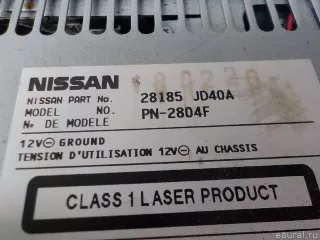 NISSAN
NISSAN PART No. 28185 JD40A
MODEL NO. PN-2804F
No DE MODELE
12V⊖ GROUND
TENSION D'UTILISATION 12V⊖ AU CHASSIS
CLASS 1 LASER PRODUCT
eaural.ru